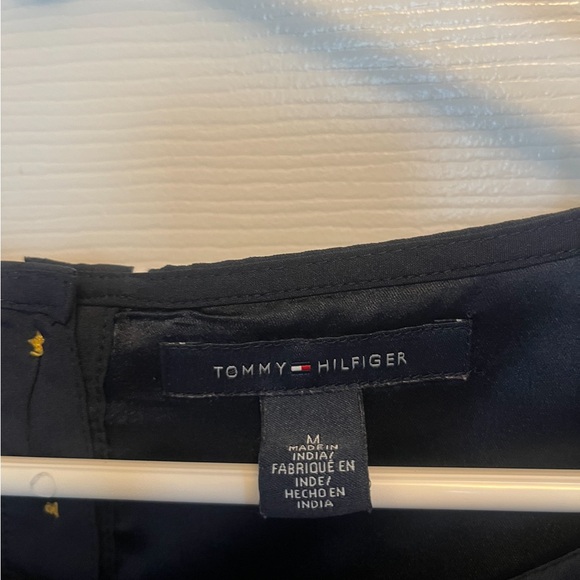 TOMMY HILFIGER
M
MADE IN
INDIA/
FABRIQUÉ EN
INDE/
HECHO EN
INDIA